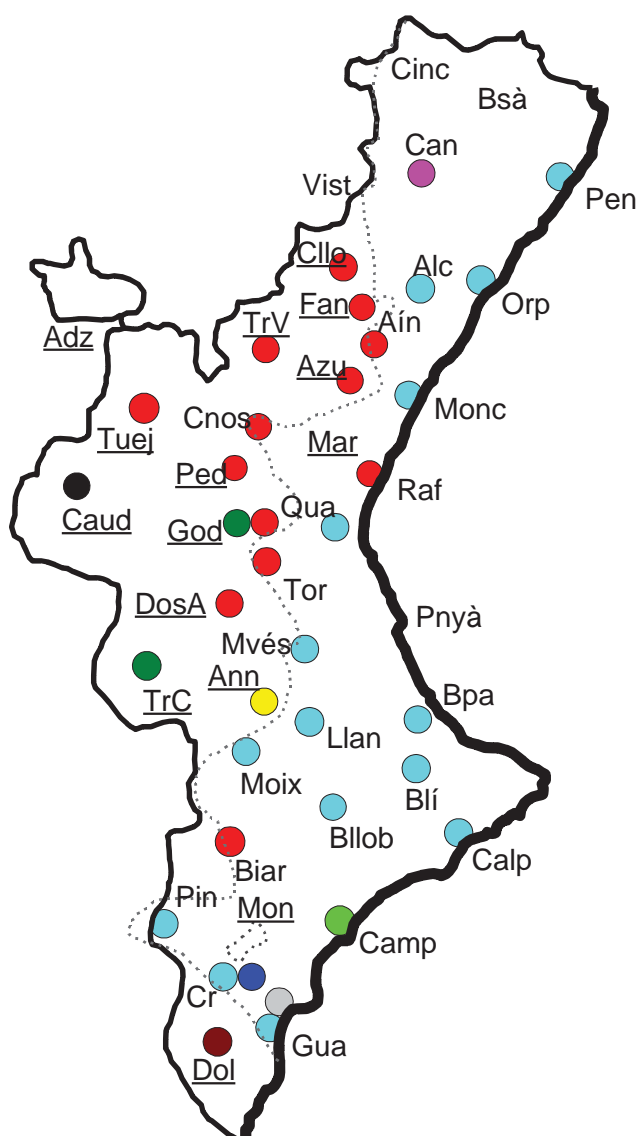 Cinc
Bsà
Can
Vist
Pen
Cllo
Alc
Fan
Orp
TrV
Aín
Adz
Azu
Monc
Cnos
Tuej
Mar
Ped
Raf
Qua
Caud
God
Tor
DosA
Pnyà
Mvés
Ann
TrC
Bpa
Llan
Moix
Blí
Bllob
Calp
Biar
Pin
Mon
Camp
Cr
Gua
Dol